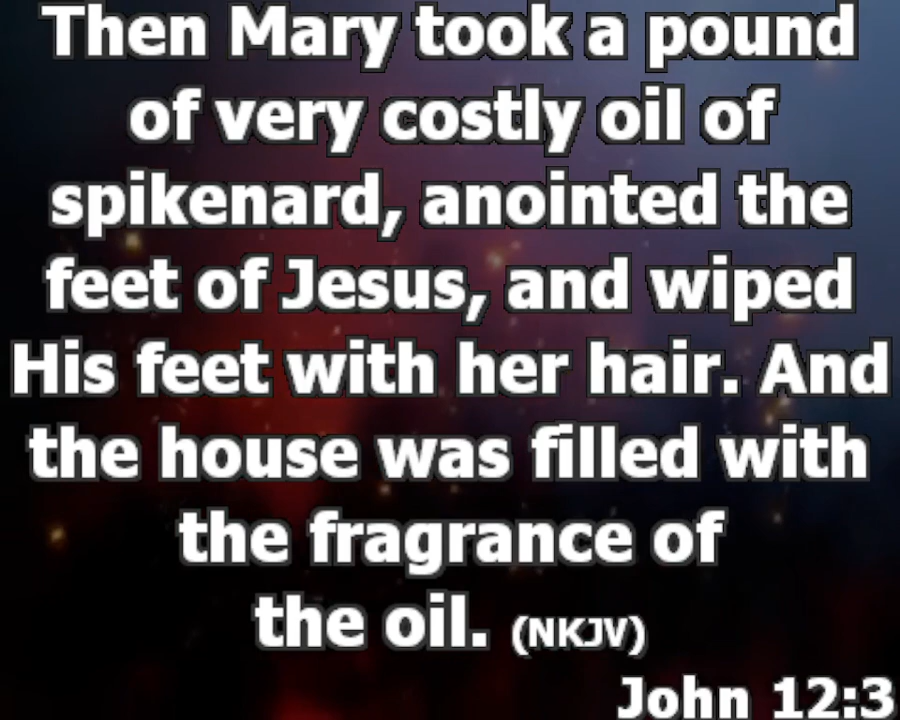 Then Mary took a pound
of very costly oil of
spikenard, anointed the
feet of Jesus, and wiped
His feet with her hair. And
the house was filled with
the fragrance of
the oil. (NKJV)
John 12:3